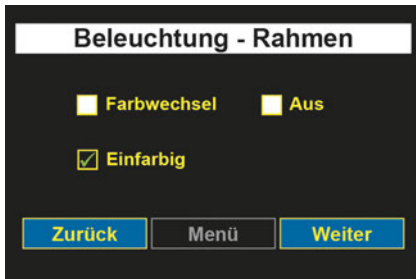 Beleuchtung - Rahmen
Farbwechsel Aus
Einfarbig
Zurück Menü Weiter